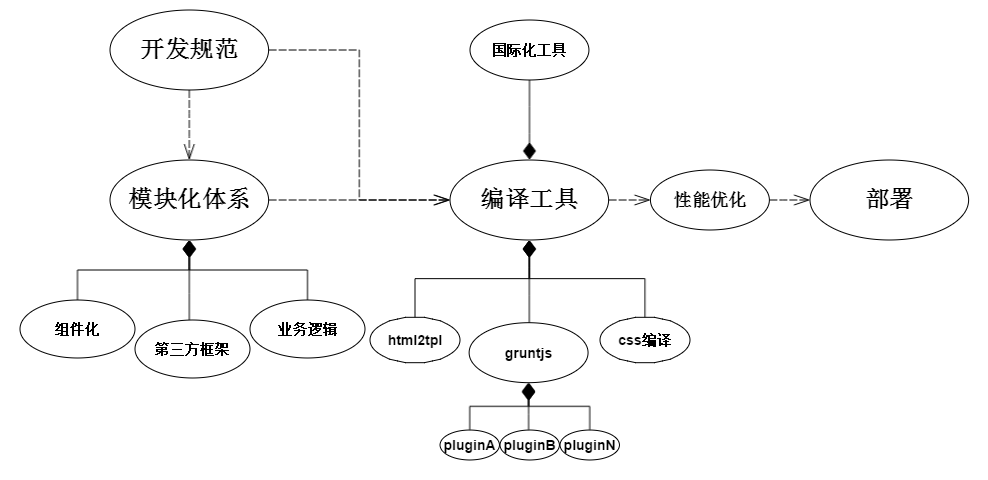 开发规范
国际化工具
模块化体系
编译工具
性能优化
部署
组件化
第三方框架
业务逻辑
html2tpl
gruntjs
css编译
pluginA
pluginB
pluginN